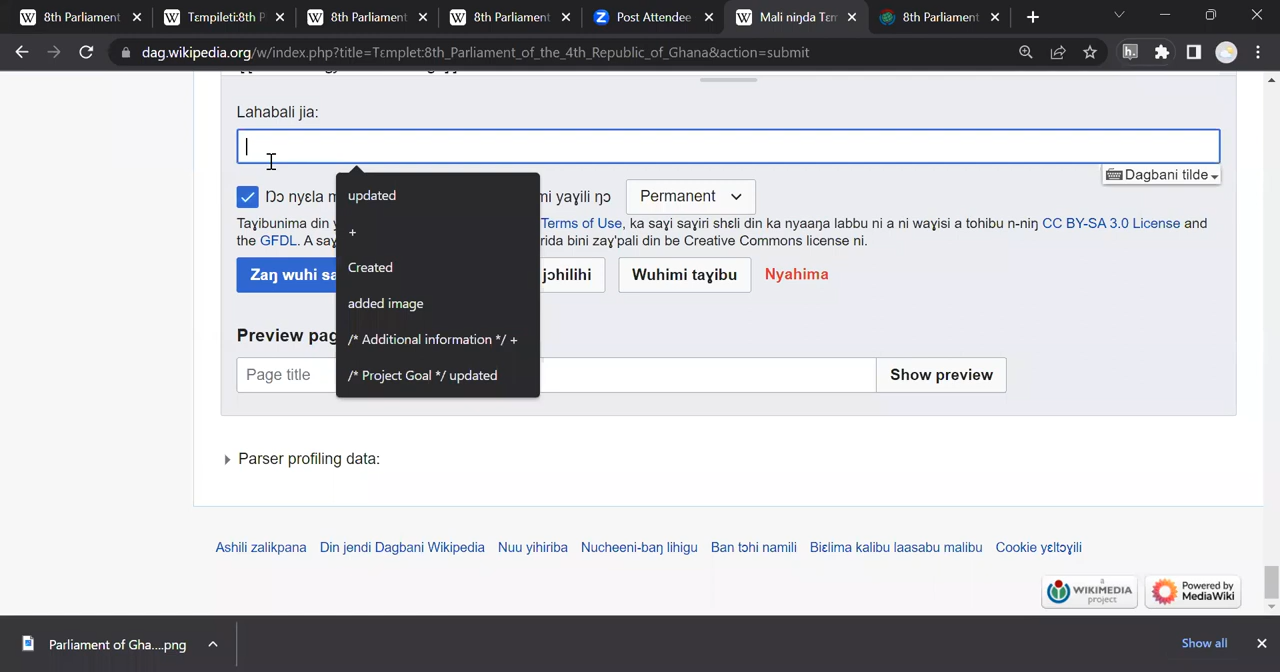 8th Parliament
Tɛmpileti:8th P
8th Parliament
8th Parliament
Post Attendee
Mali niŋda Tɛm
8th Parliament
dag.wikipedia.org/w/index.php?title=Tɛmplet:8th_Parliament_of_the_4th_Republic_of_Ghana&action=submit
Lahabali jia:
Dagbani tilde
updated
+
Created
added image
/* Additional information */ +
/* Project Goal */ updated
Ŋɔ nyɛla m
mi yaɣili ŋɔ
Permanent
Taɣibunima din
Terms of Use, ka saɣi saɣiri shɛli din ka nyaaŋa labbu ni a ni waɣisi a tohibu n-niŋ CC BY-SA 3.0 License and
the GFDL. A saɣ
rida bini zaɣ'pali din be Creative Commons license ni.
Zaŋ wuhi sa
jɔhilihi
Wuhimi taɣibu
Nyahima
Preview pag
Page title
Show preview
Parser profiling data:
Ashili zalikpana
Din jendi Dagbani Wikipedia
Nuu yihiriba
Nucheeni-baŋ lihigu
Ban tɔhi namili
Biɛlima kalibu laasabu malibu
Cookie yɛltɔɣili
a WIKIMEDIA project
Powered by MediaWiki
Parliament of Gha....png
Show all